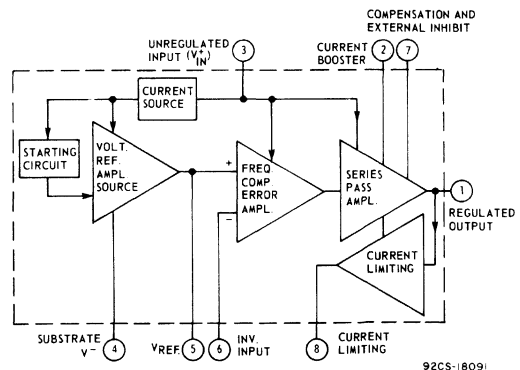 COMPENSATION AND
EXTERNAL INHIBIT
UNREGULATED
INPUT (V+IN)
3
CURRENT
BOOSTER
2
7
CURRENT
SOURCE
STARTING
CIRCUIT
VOLT.
REF.
AMPL
SOURCE
+
−
FREQ.
COMP.
ERROR
AMPL.
SERIES
PASS
AMPL.
1
REGULATED
OUTPUT
CURRENT
LIMITING
SUBSTRATE
V−
4
VREF.
5
6
INV.
INPUT
8
CURRENT
LIMITING
92CS-18091